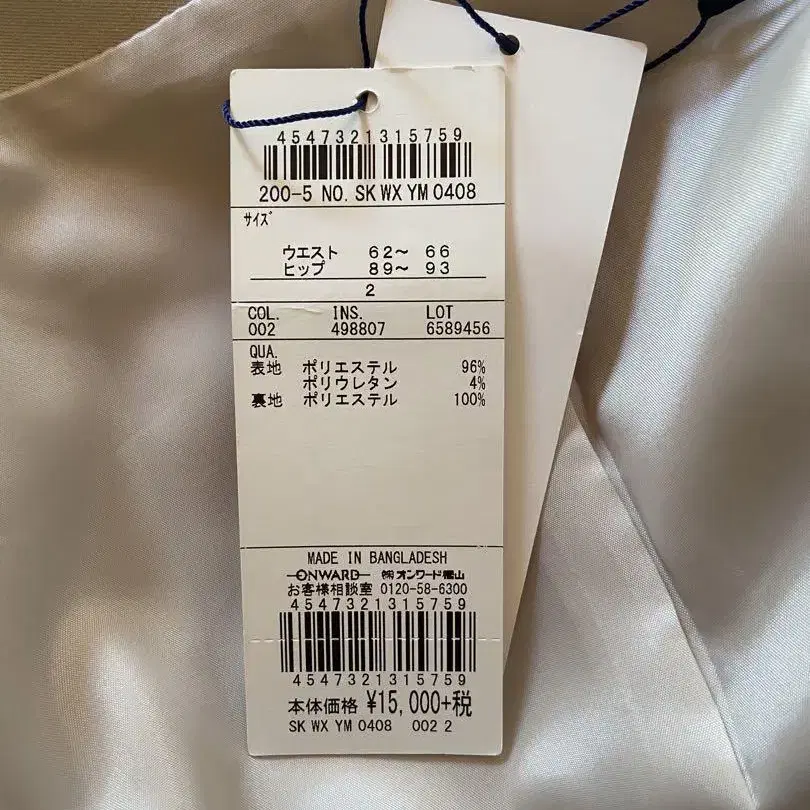 4547321315759
200-5 NO. SK WX YM 0408
サイズ
ウエスト 62〜 66
ヒップ 89〜 93
2
COL. INS. LOT
002 498807 6589456
QUA.
表地 ポリエステル 96%
ポリウレタン 4%
裏地 ポリエステル 100%
MADE IN BANGLADESH
ONWARD ㈱オンワード樫山
お客様相談室 0120-58-6300
4547321315759
4547321315759
本体価格 ¥15,000+税
SK WX YM 0408 002 2